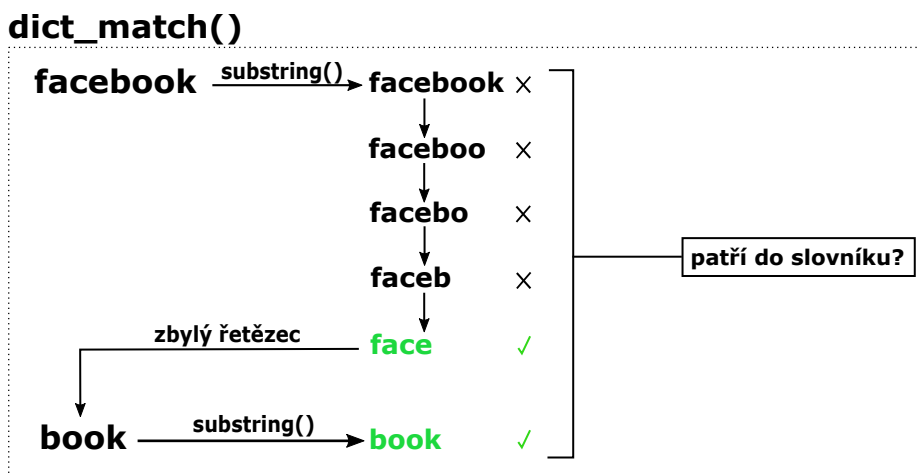 dict_match()
facebook
substring()
facebook
faceboo
facebo
faceb
patří do slovníku?
zbylý řetězec
face
book
substring()
book